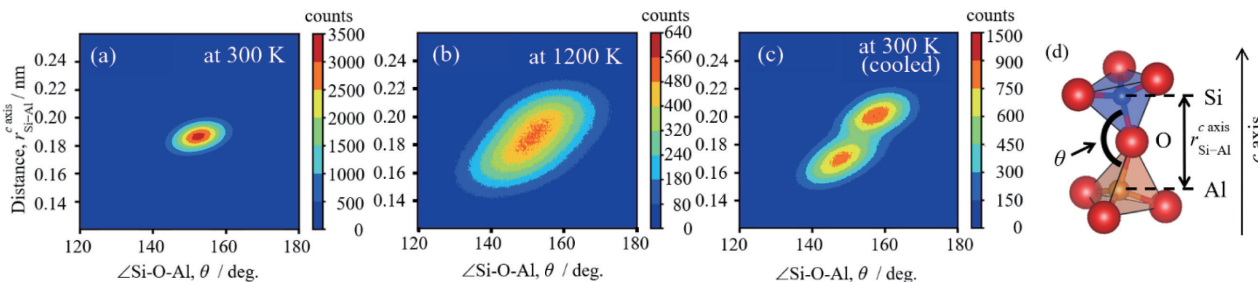 Distance, r^{c axis}_{Si−Al} / nm
0.24
0.22
0.20
0.18
0.16
0.14
(a)
at 300 K
120
140
160
180
∠Si-O-Al, θ / deg.
counts
3500
3000
2500
2000
1500
1000
500
0
0.24
0.22
0.20
0.18
0.16
0.14
(b)
at 1200 K
120
140
160
180
∠Si-O-Al, θ / deg.
counts
640
560
480
400
320
240
180
80
0
0.24
0.22
0.20
0.18
0.16
0.14
(c)
at 300 K
(cooled)
120
140
160
180
∠Si-O-Al, θ / deg.
counts
1500
900
750
600
450
300
150
0
(d)
Si
O
r^{c axis}_{Si−Al}
θ
Al
c axis